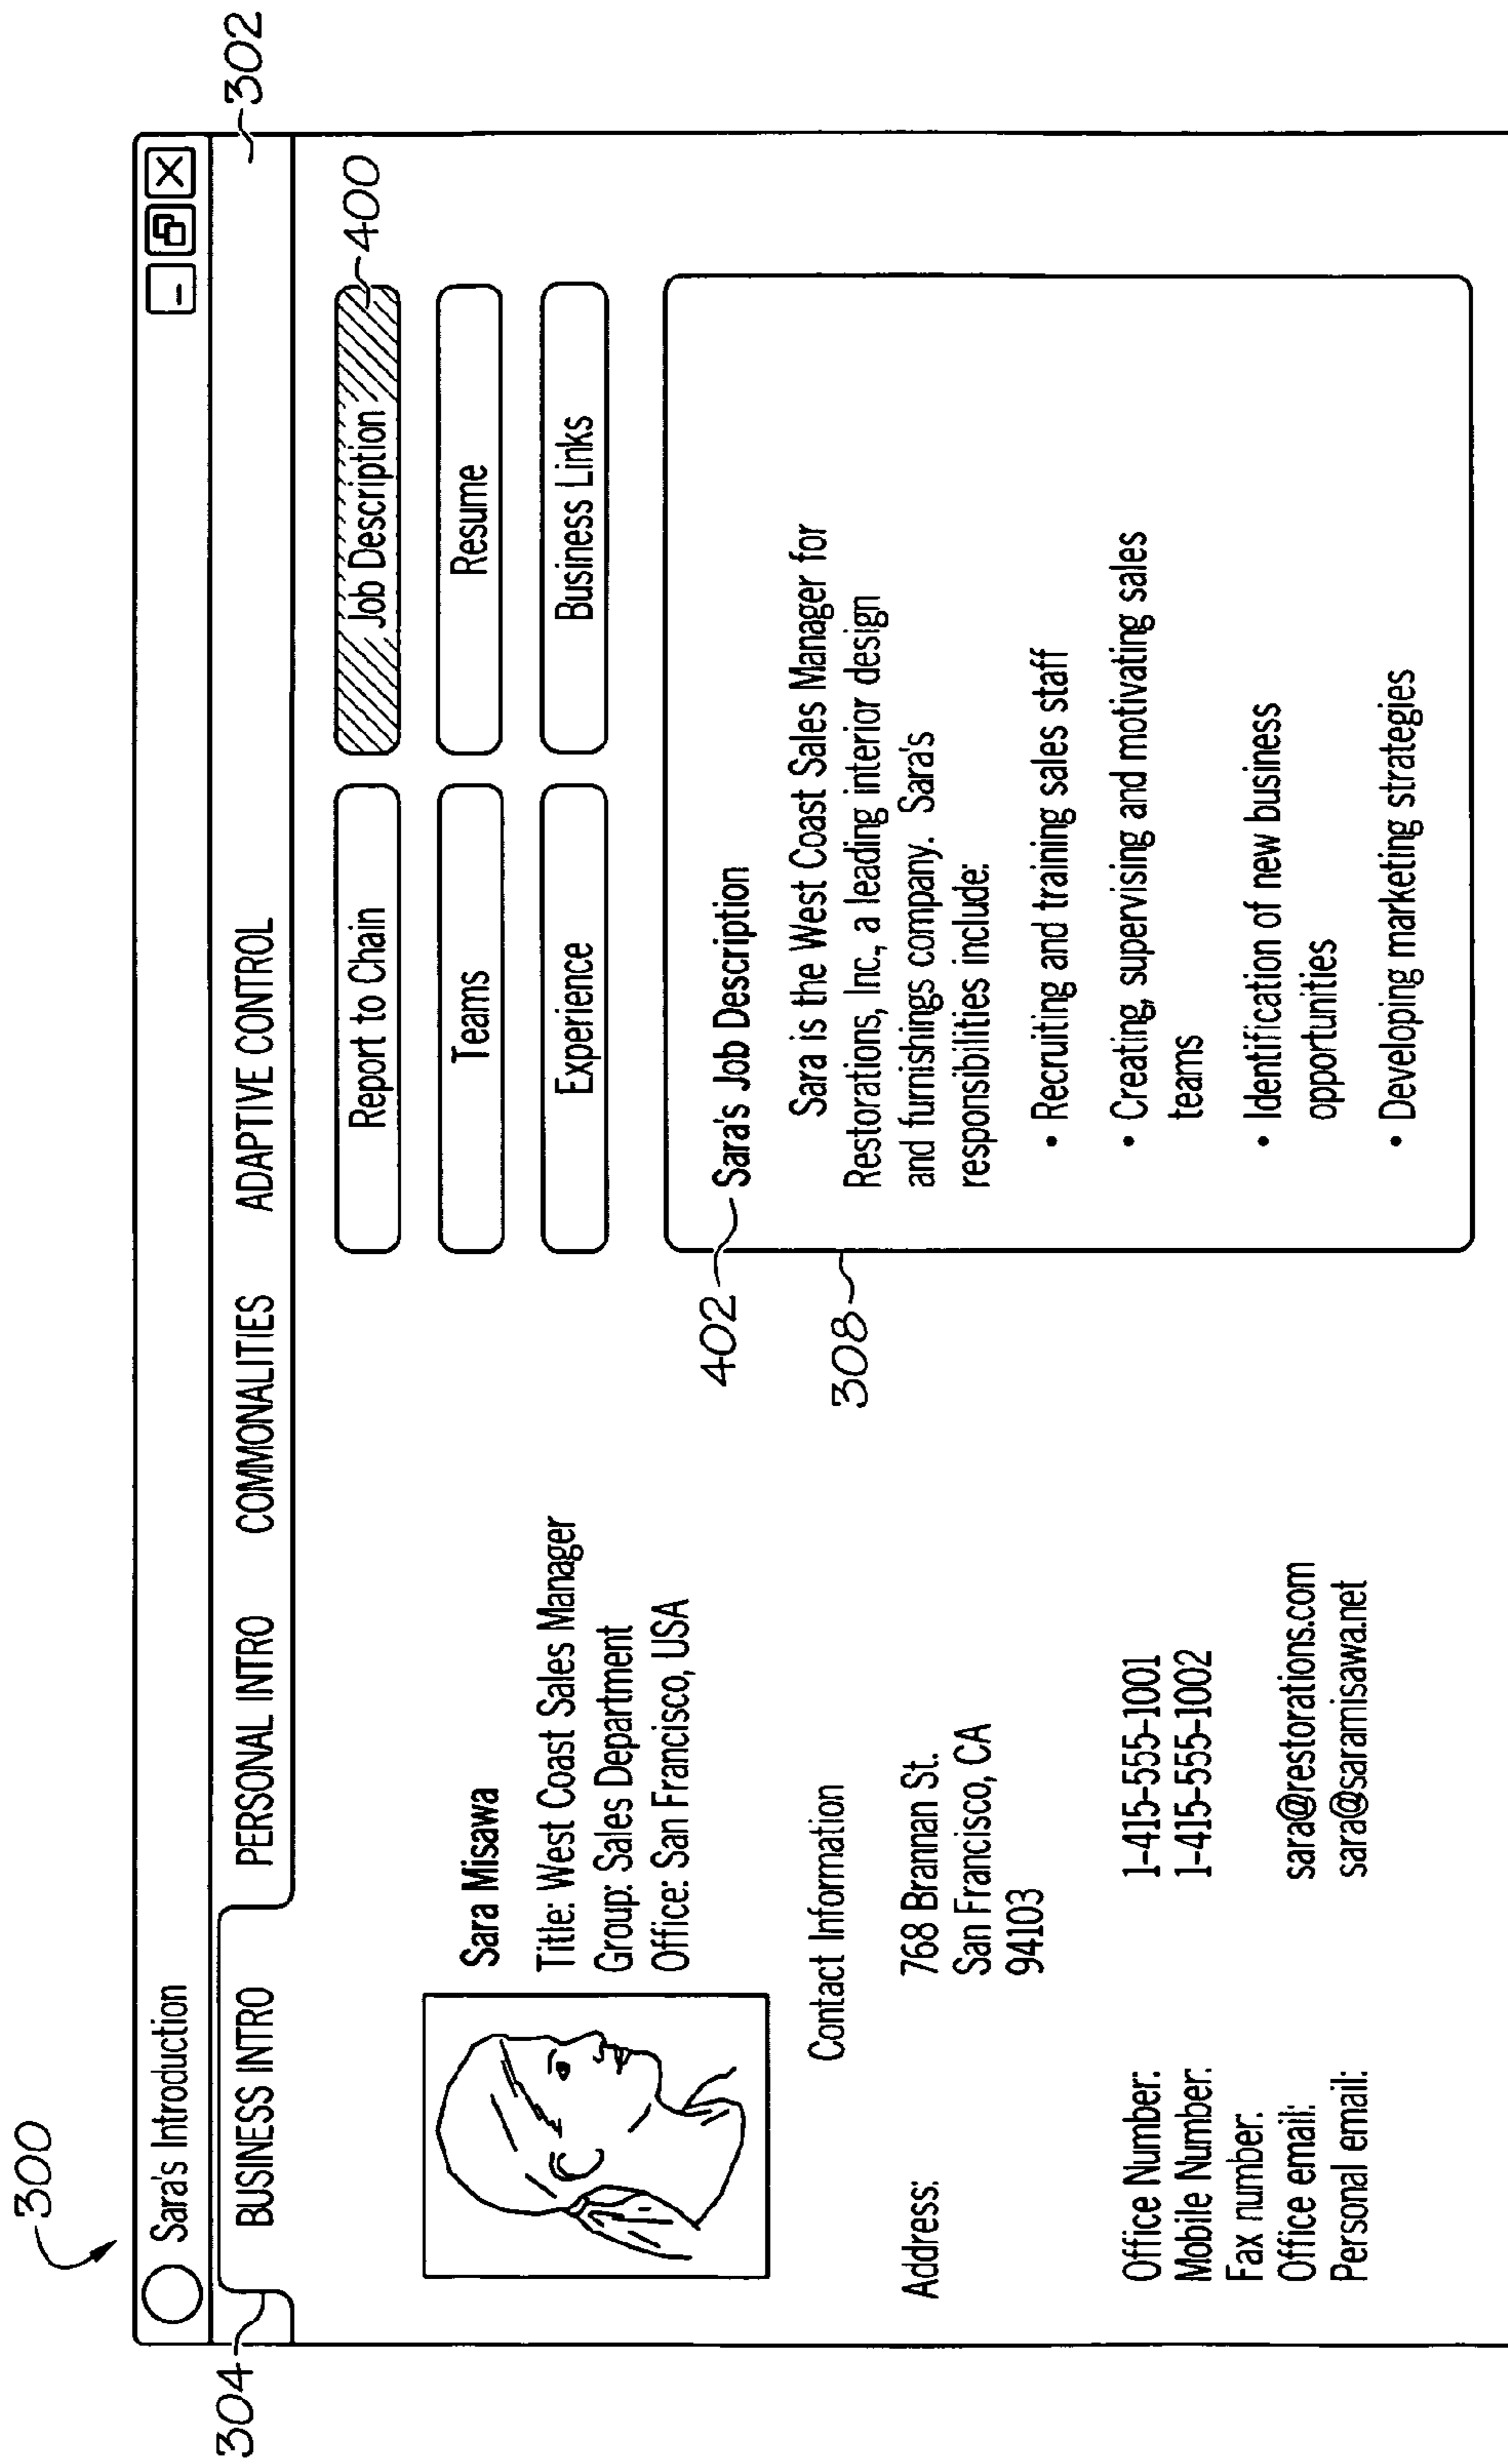 300
Sara's Introduction
302
304
BUSINESS INTRO PERSONAL INTRO COMMONALITIES ADAPTIVE CONTROL
Sara Misawa
Title: West Coast Sales Manager
Group: Sales Department
Office: San Francisco, USA
Contact Information
Address: 768 Brannan St.
San Francisco, CA
94103
Office Number: 1-415-555-1001
Mobile Number: 1-415-555-1002
Fax number:
Office email: sara@restorations.com
Personal email: sara@saramisawa.net
Report to Chain Job Description
400
Teams Resume
Experience Business Links
402
Sara's Job Description
308
Sara is the West Coast Sales Manager for
Restorations, Inc., a leading interior design
and furnishings company. Sara's
responsibilities include:
• Recruiting and training sales staff
• Creating, supervising and motivating sales
teams
• Identification of new business
opportunities
• Developing marketing strategies